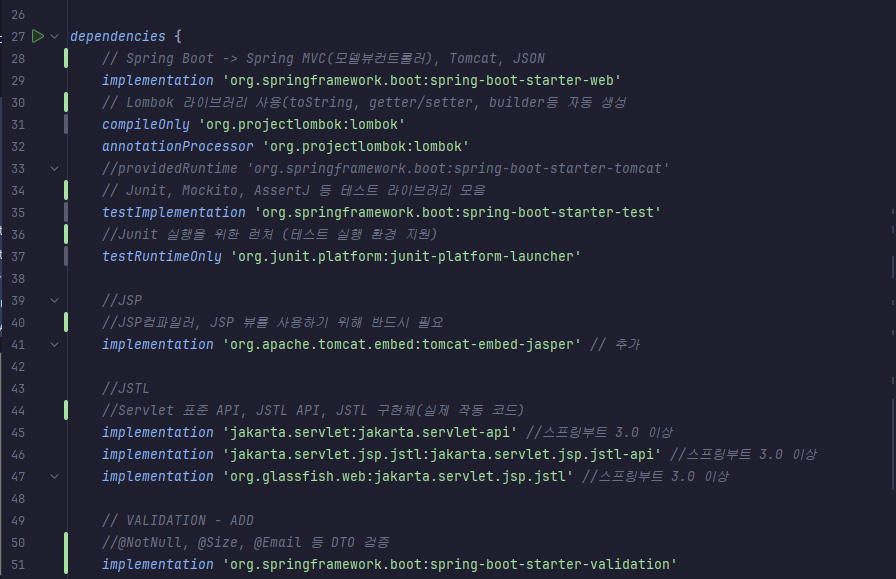 26
27 dependencies {
28 // Spring Boot -> Spring MVC(모델뷰컨트롤러), Tomcat, JSON
29 implementation 'org.springframework.boot:spring-boot-starter-web'
30 // Lombok 라이브러리 사용(toString, getter/setter, builder등 자동 생성
31 compileOnly 'org.projectlombok:lombok'
32 annotationProcessor 'org.projectlombok:lombok'
33 //providedRuntime 'org.springframework.boot:spring-boot-starter-tomcat'
34 // Junit, Mockito, AssertJ 등 테스트 라이브러리 모음
35 testImplementation 'org.springframework.boot:spring-boot-starter-test'
36 //Junit 실행을 위한 런처 (테스트 실행 환경 지원)
37 testRuntimeOnly 'org.junit.platform:junit-platform-launcher'
38
39 //JSP
40 //JSP컴파일러, JSP 뷰를 사용하기 위해 반드시 필요
41 implementation 'org.apache.tomcat.embed:tomcat-embed-jasper' // 추가
42
43 //JSTL
44 //Servlet 표준 API, JSTL API, JSTL 구현체(실제 작동 코드)
45 implementation 'jakarta.servlet:jakarta.servlet-api' //스프링부트 3.0 이상
46 implementation 'jakarta.servlet.jsp.jstl:jakarta.servlet.jsp.jstl-api' //스프링부트 3.0 이상
47 implementation 'org.glassfish.web:jakarta.servlet.jsp.jstl' //스프링부트 3.0 이상
48
49 // VALIDATION - ADD
50 //@NotNull, @Size, @Email 등 DTO 검증
51 implementation 'org.springframework.boot:spring-boot-starter-validation'